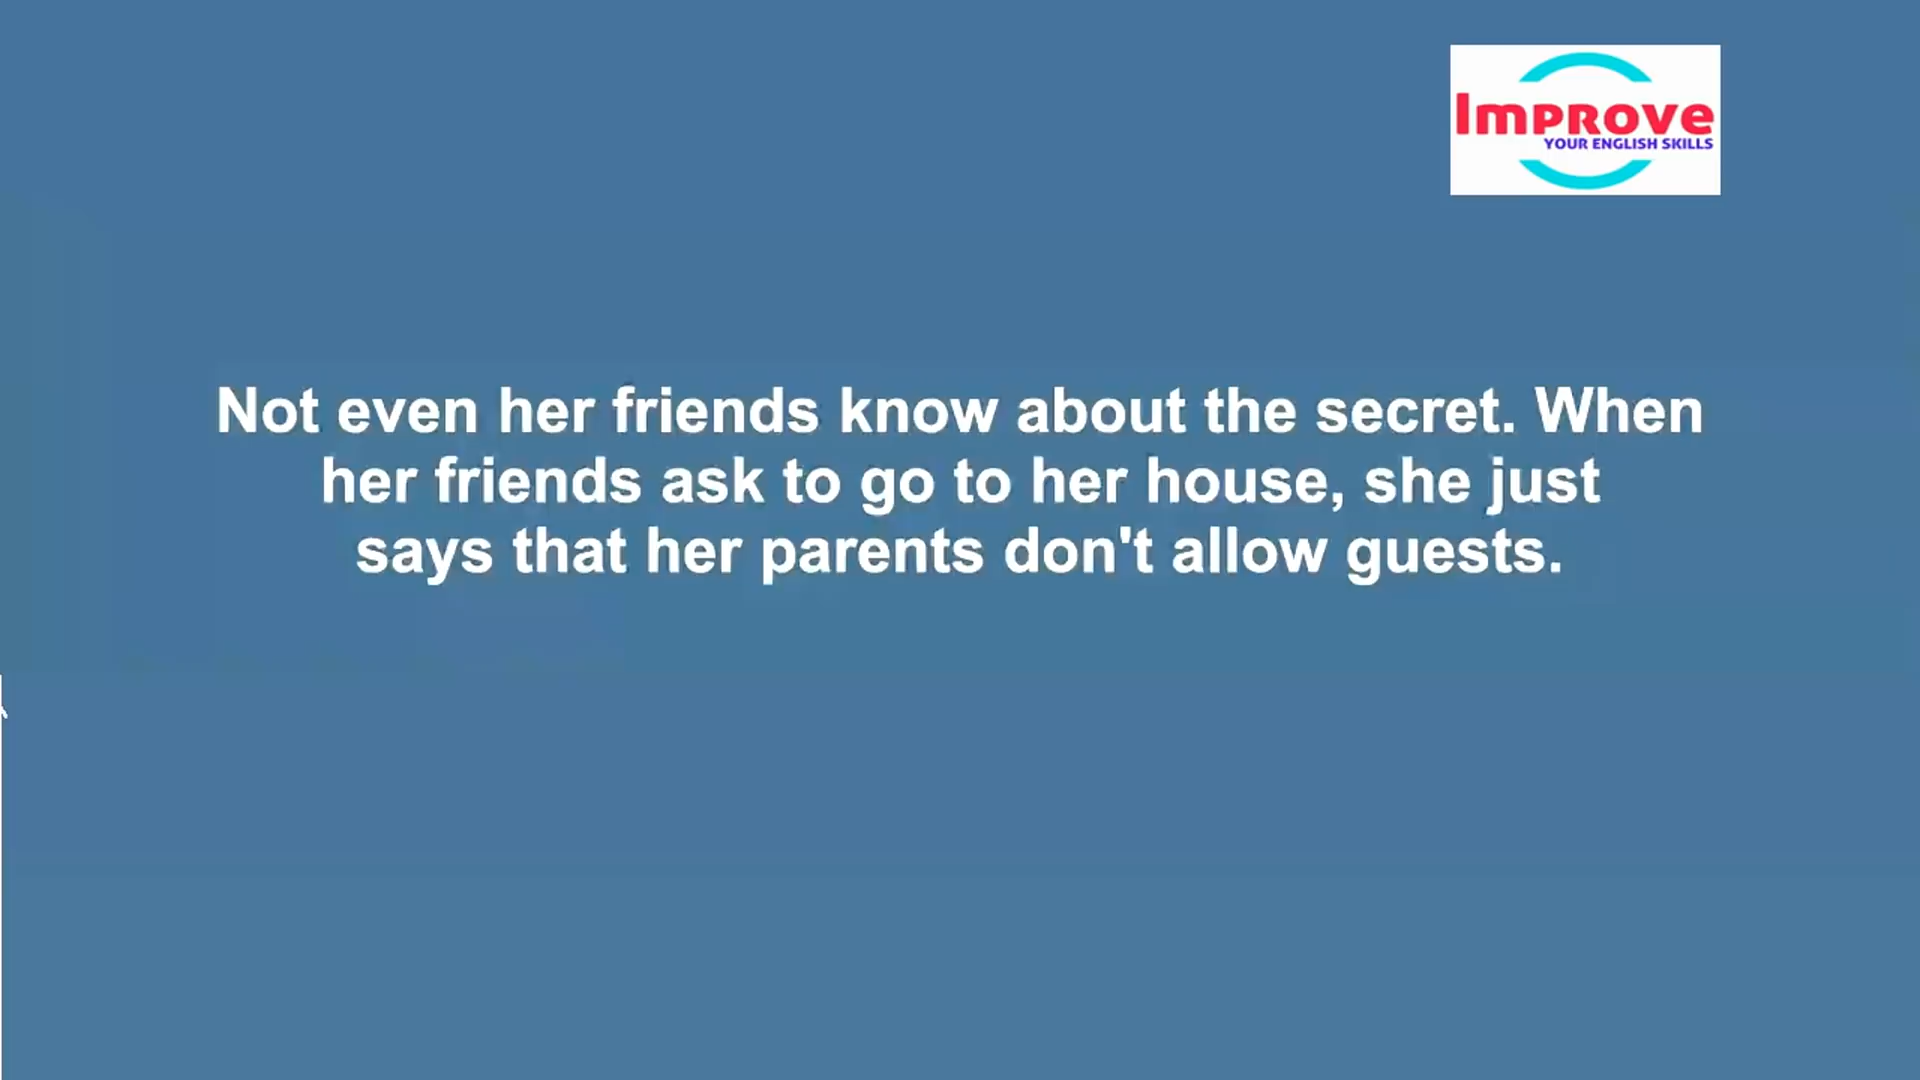 Improve
YOUR ENGLISH SKILLS
Not even her friends know about the secret. When
her friends ask to go to her house, she just
says that her parents don't allow guests.